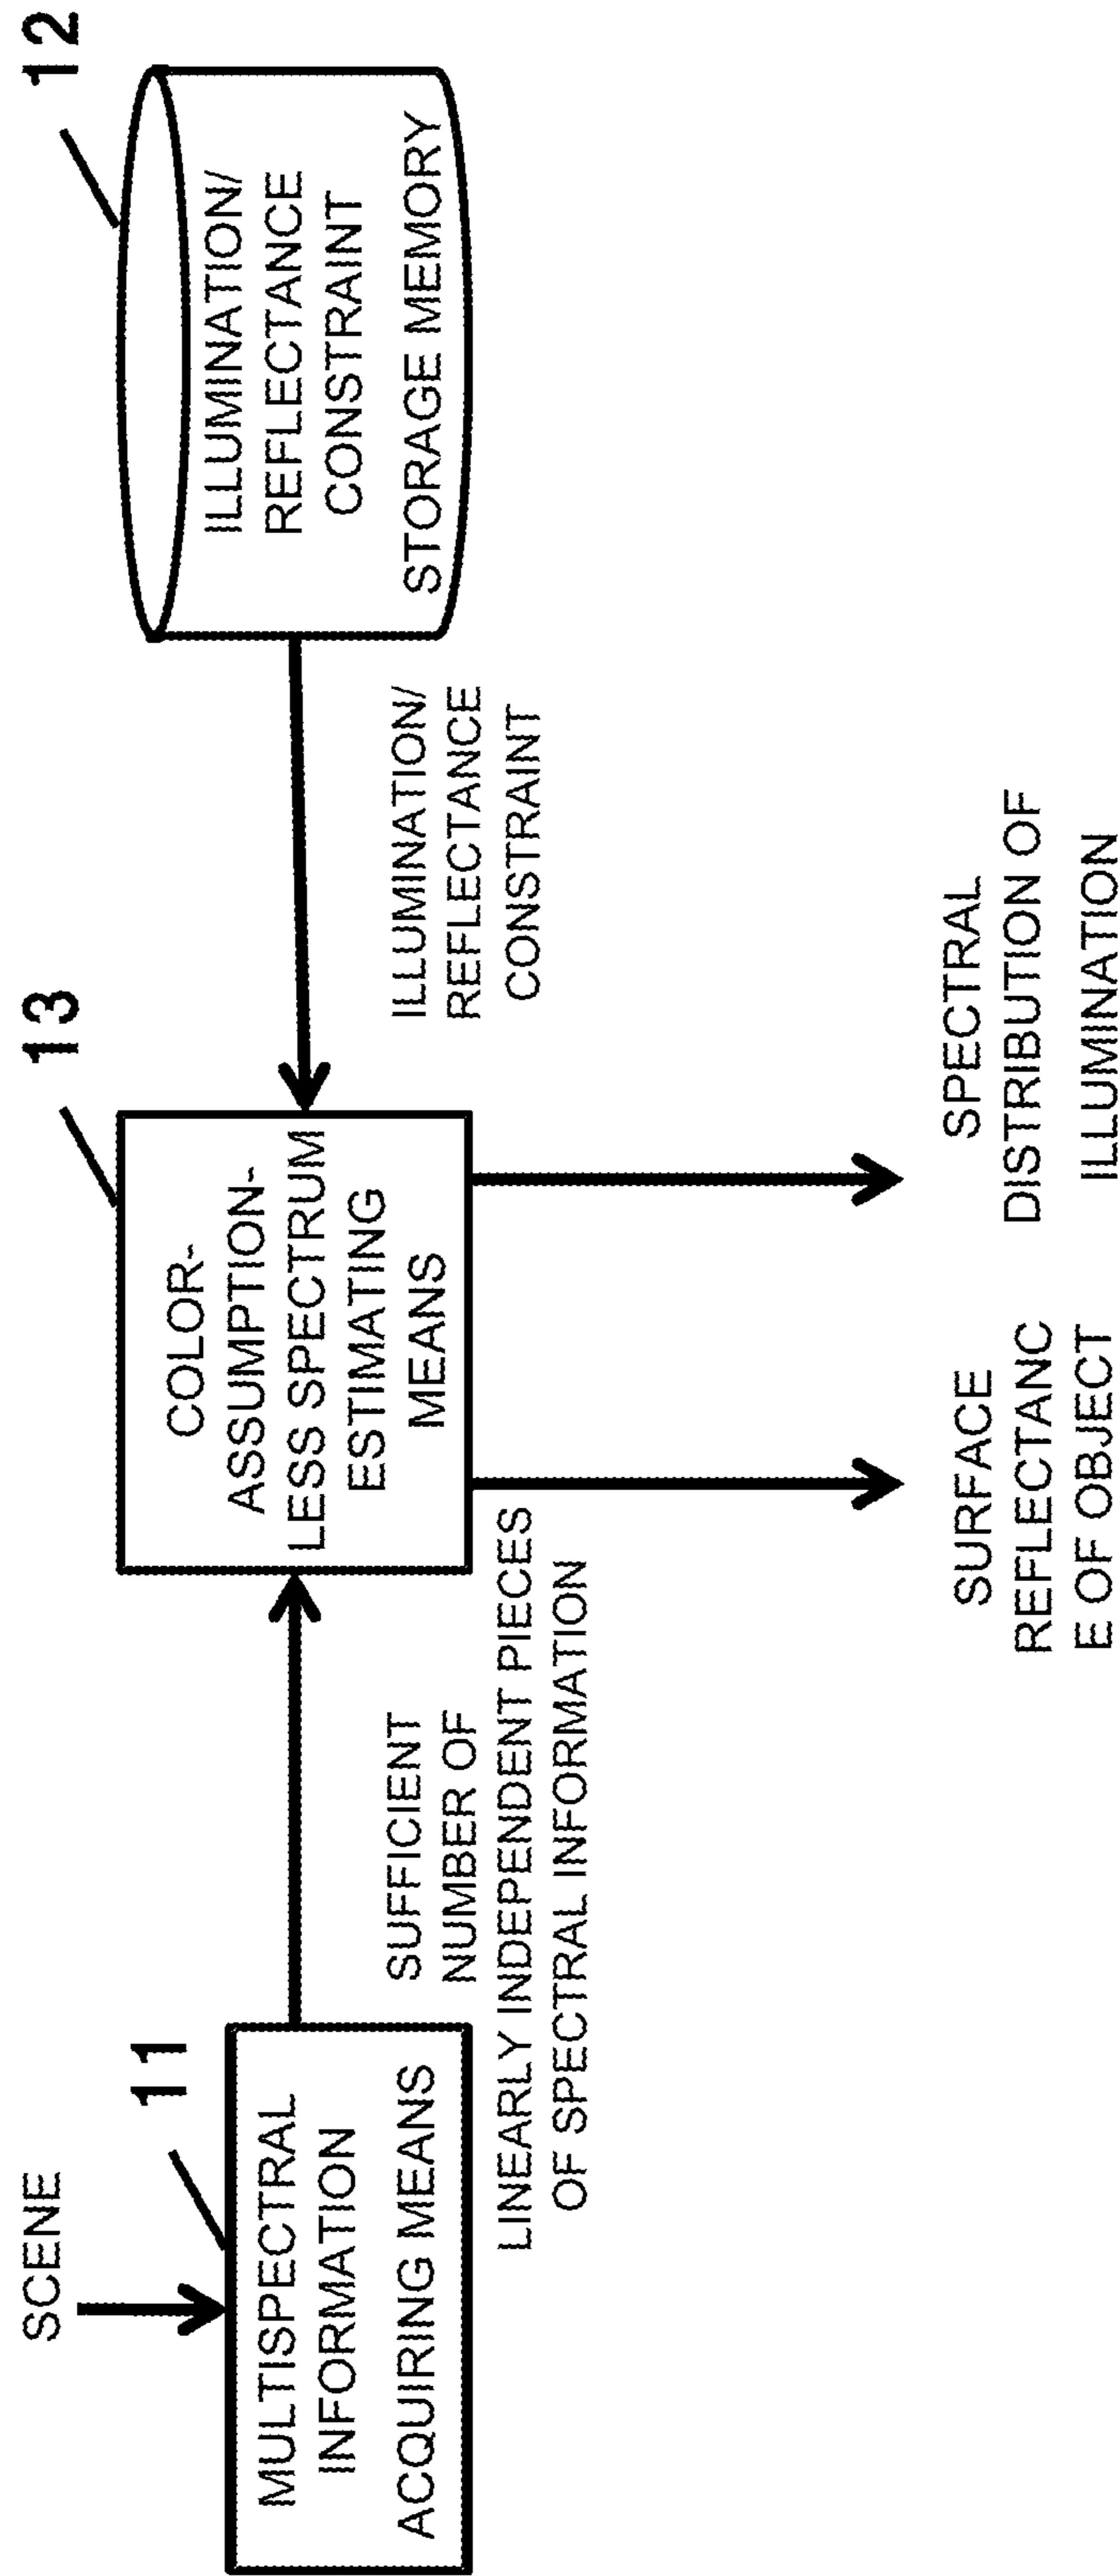 SCENE
11
MULTISPECTRAL
INFORMATION
ACQUIRING MEANS
SUFFICIENT
NUMBER OF
LINEARLY INDEPENDENT PIECES
OF SPECTRAL INFORMATION
13
COLOR-
ASSUMPTION-
LESS SPECTRUM
ESTIMATING
MEANS
12
ILLUMINATION/
REFLECTANCE
CONSTRAINT
STORAGE MEMORY
ILLUMINATION/
REFLECTANCE
CONSTRAINT
SURFACE
REFLECTANC
E OF OBJECT
SPECTRAL
DISTRIBUTION OF
ILLUMINATION